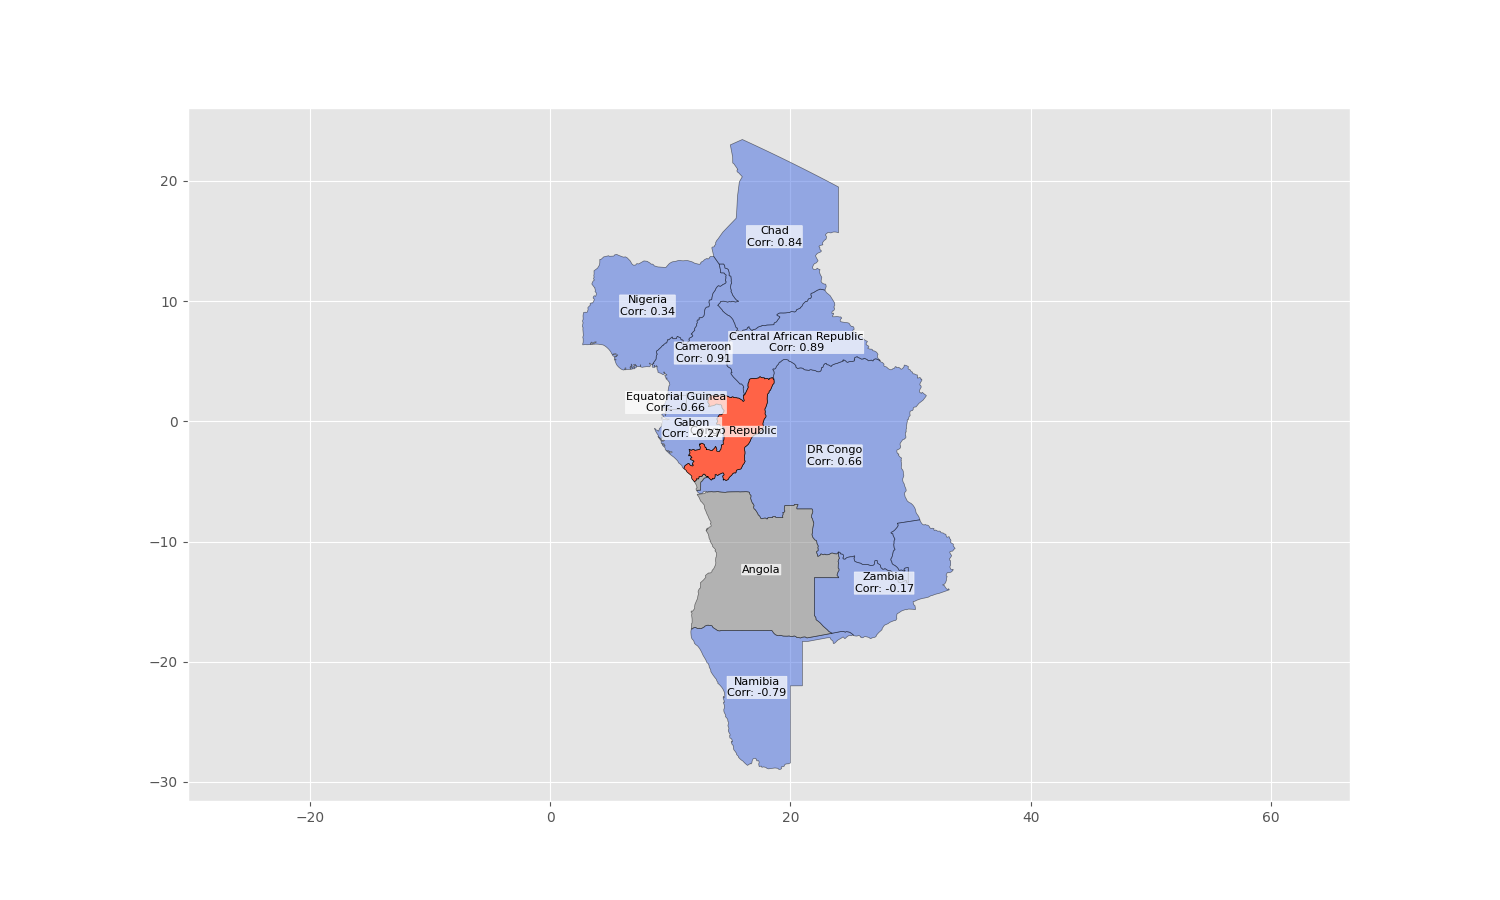 20
10
0
−10
−20
−30
Chad
Corr: 0.84
Nigeria
Corr: 0.34
Central African Republic
Corr: 0.89
Cameroon
Corr: 0.91
Equatorial Guinea
Corr: -0.66
Gabon
Corr: -0.27
Republic
DR Congo
Corr: 0.66
Angola
Zambia
Corr: -0.17
Namibia
Corr: -0.79
−20
0
20
40
60